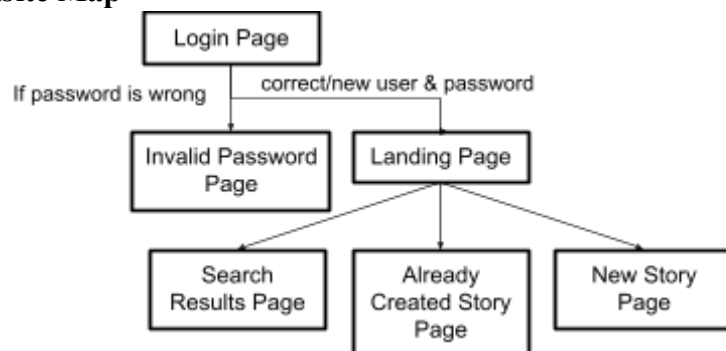 Map
Login Page
If password is wrong
correct/new user & password
Invalid Password
Page
Landing Page
Search
Results Page
Already
Created Story
Page
New Story
Page